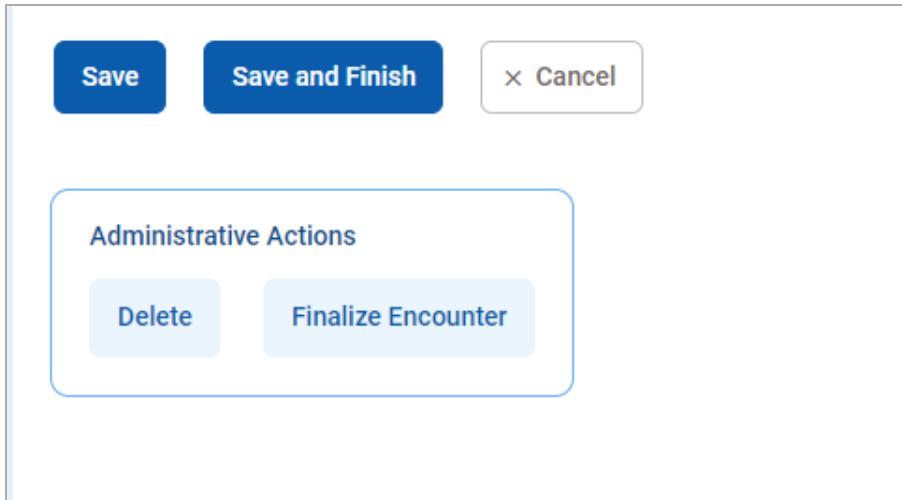 Save Save and Finish × Cancel
Administrative Actions
Delete Finalize Encounter